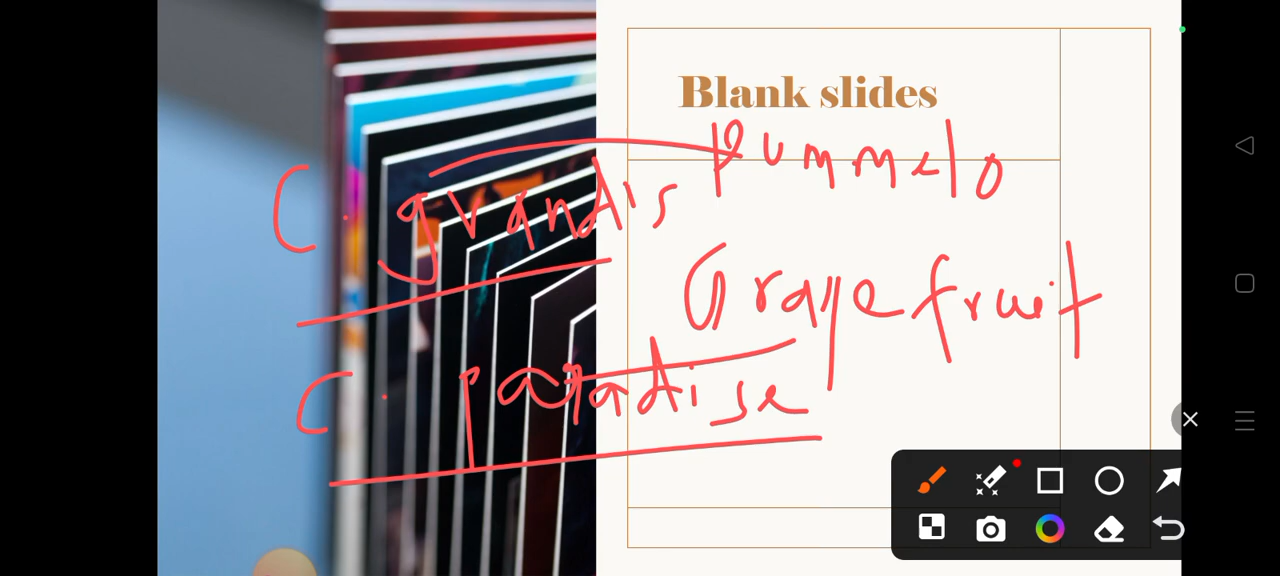 Blank slides
Pummelo
C. grandis
Grapefruit
C. paradise